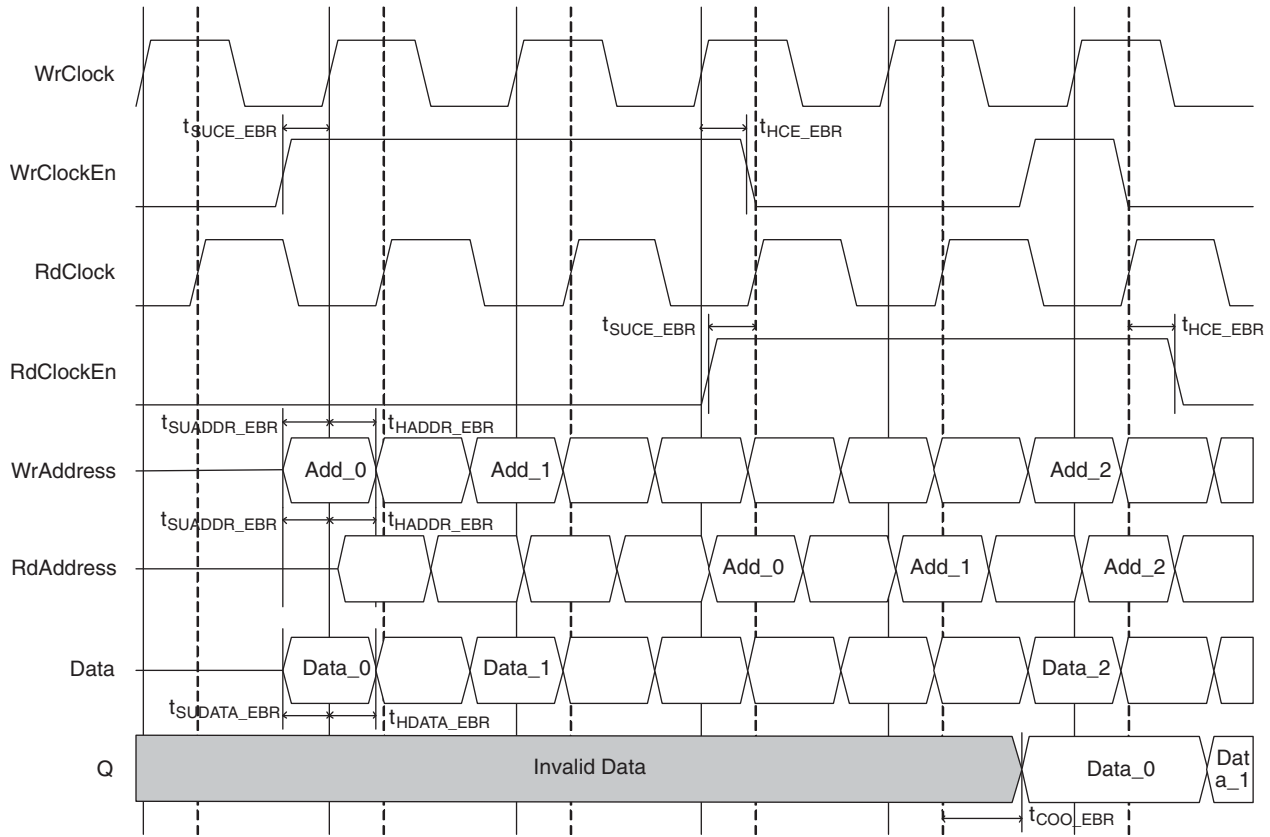 WrClock
tSUCE_EBR tHCE_EBR
WrClockEn
RdClock
tSUCE_EBR tHCE_EBR
RdClockEn
tSUADDR_EBR tHADDR_EBR
WrAddress Add_0 Add_1 Add_2
tSUADDR_EBR tHADDR_EBR
RdAddress Add_0 Add_1 Add_2
Data Data_0 Data_1 Data_2
tSUDATA_EBR tHDATA_EBR
Q Invalid Data Data_0 Dat
a_1
tCOO_EBR